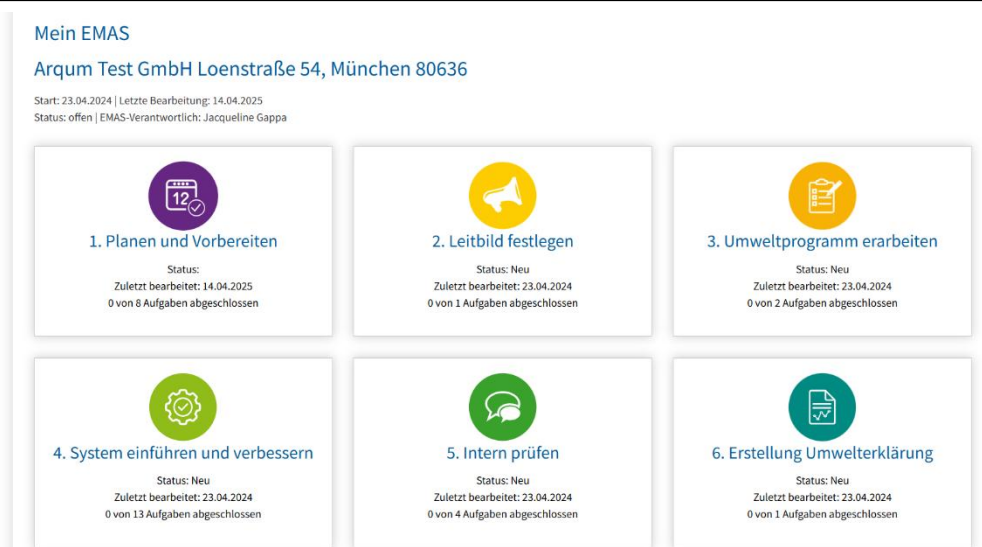 Mein EMAS
Arqum Test GmbH Loenstraße 54, München 80636
Start: 23.04.2024 | Letzte Bearbeitung: 14.04.2025
Status: offen | EMAS-Verantwortlich: Jacqueline Gappa
12
1. Planen und Vorbereiten
Status:
Zuletzt bearbeitet: 14.04.2025
0 von 8 Aufgaben abgeschlossen
2. Leitbild festlegen
Status: Neu
Zuletzt bearbeitet: 23.04.2024
0 von 1 Aufgaben abgeschlossen
3. Umweltprogramm erarbeiten
Status: Neu
Zuletzt bearbeitet: 23.04.2024
0 von 2 Aufgaben abgeschlossen
4. System einführen und verbessern
Status: Neu
Zuletzt bearbeitet: 23.04.2024
0 von 13 Aufgaben abgeschlossen
5. Intern prüfen
Status: Neu
Zuletzt bearbeitet: 23.04.2024
0 von 4 Aufgaben abgeschlossen
6. Erstellung Umwelterklärung
Status: Neu
Zuletzt bearbeitet: 23.04.2024
0 von 1 Aufgaben abgeschlossen